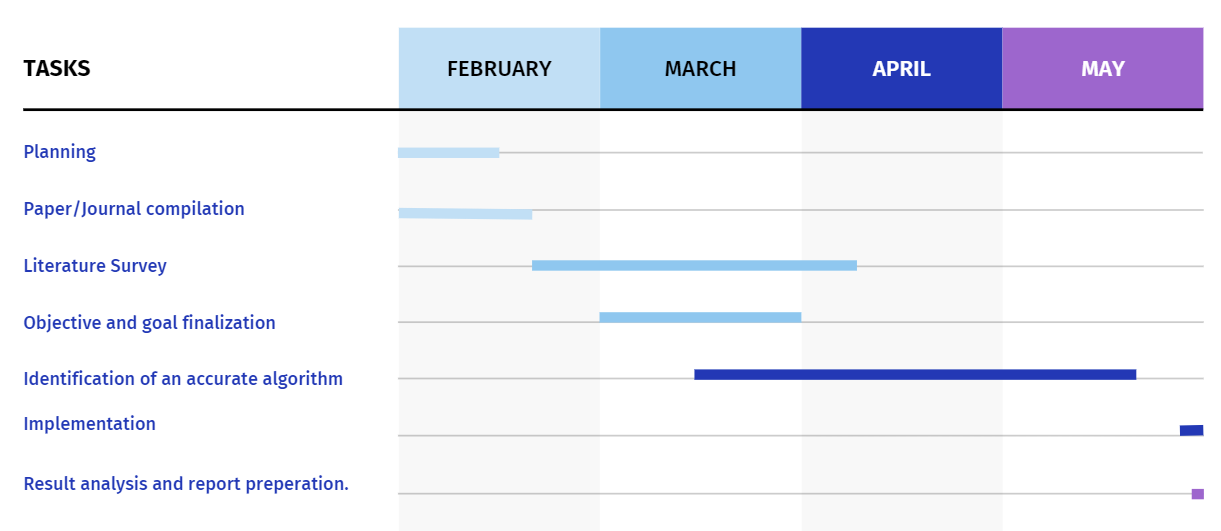 TASKS FEBRUARY MARCH APRIL MAY
Planning
Paper/Journal compilation
Literature Survey
Objective and goal finalization
Identification of an accurate algorithm
Implementation
Result analysis and report preperation.